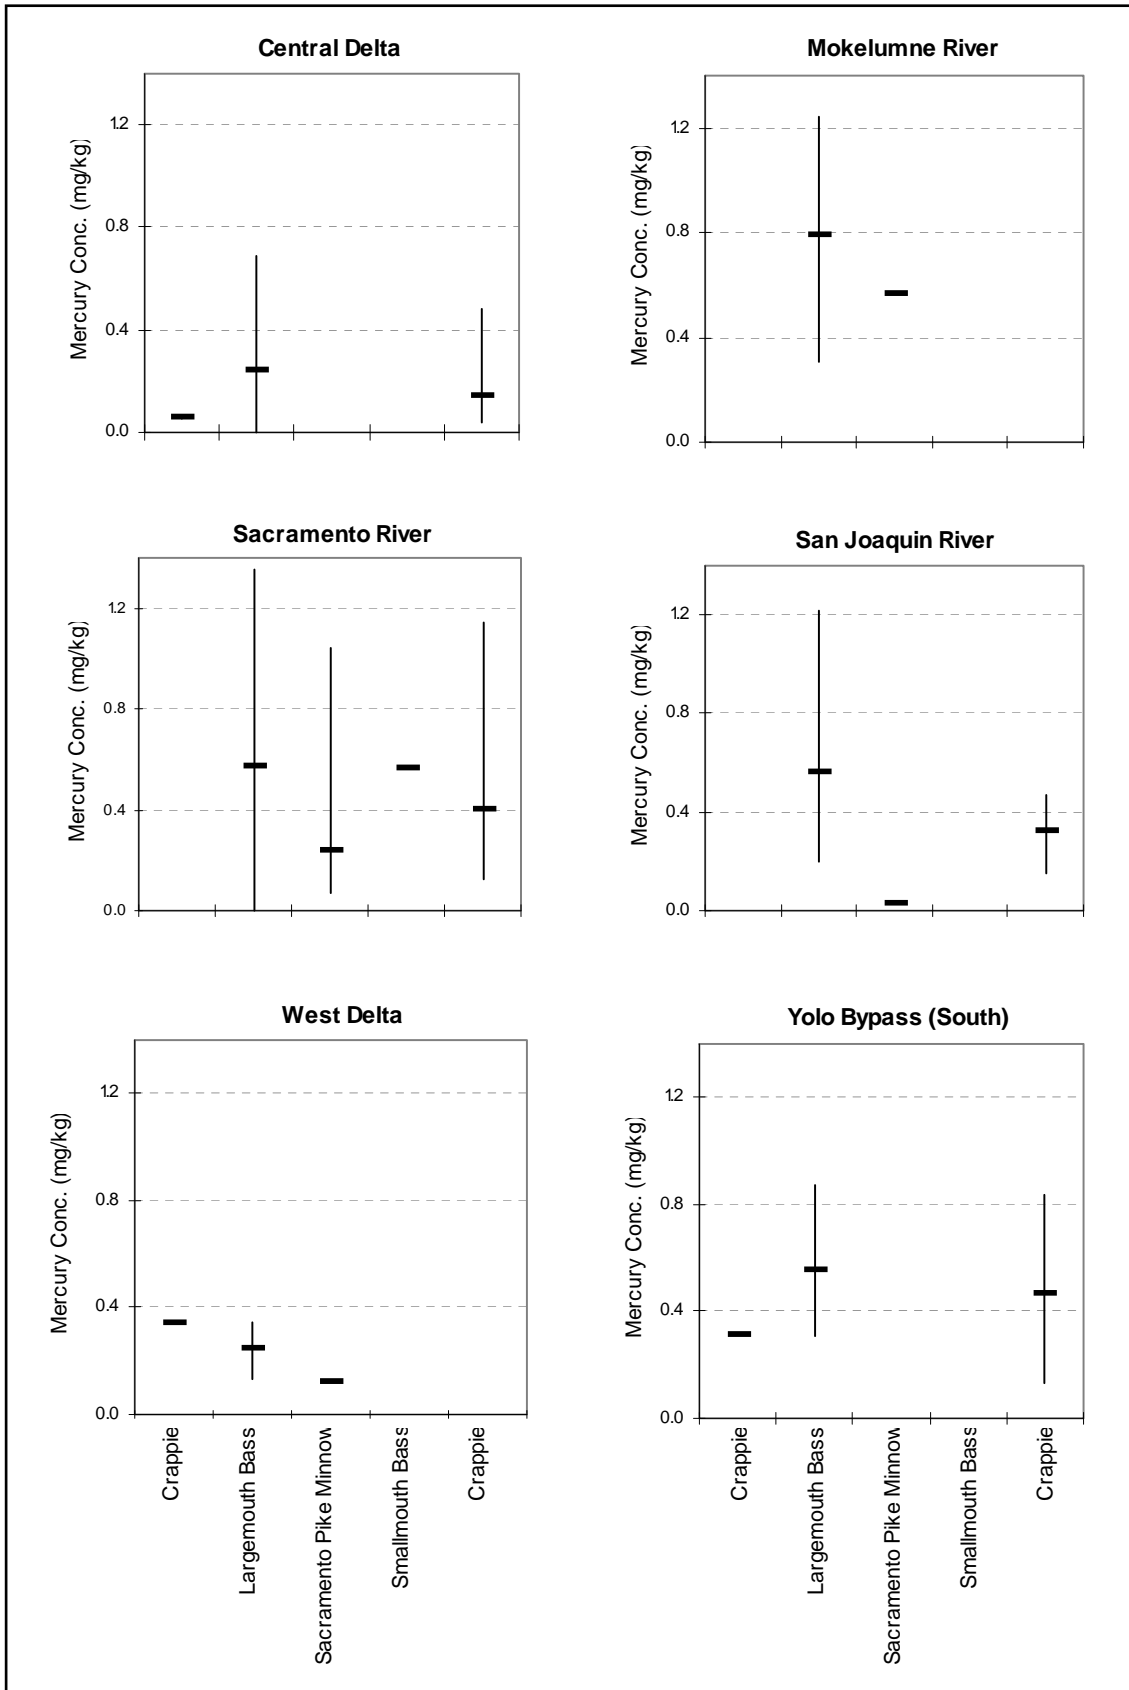 Central Delta
Mercury Conc. (mg/kg)
1.2
0.8
0.4
0.0
Mokelumne River
Mercury Conc. (mg/kg)
1.2
0.8
0.4
0.0
Sacramento River
Mercury Conc. (mg/kg)
1.2
0.8
0.4
0.0
San Joaquin River
Mercury Conc. (mg/kg)
1.2
0.8
0.4
0.0
West Delta
Mercury Conc. (mg/kg)
1.2
0.8
0.4
0.0
Crappie
Largemouth Bass
Sacramento Pike Minnow
Smallmouth Bass
Crappie
Yolo Bypass (South)
Mercury Conc. (mg/kg)
1.2
0.8
0.4
0.0
Crappie
Largemouth Bass
Sacramento Pike Minnow
Smallmouth Bass
Crappie